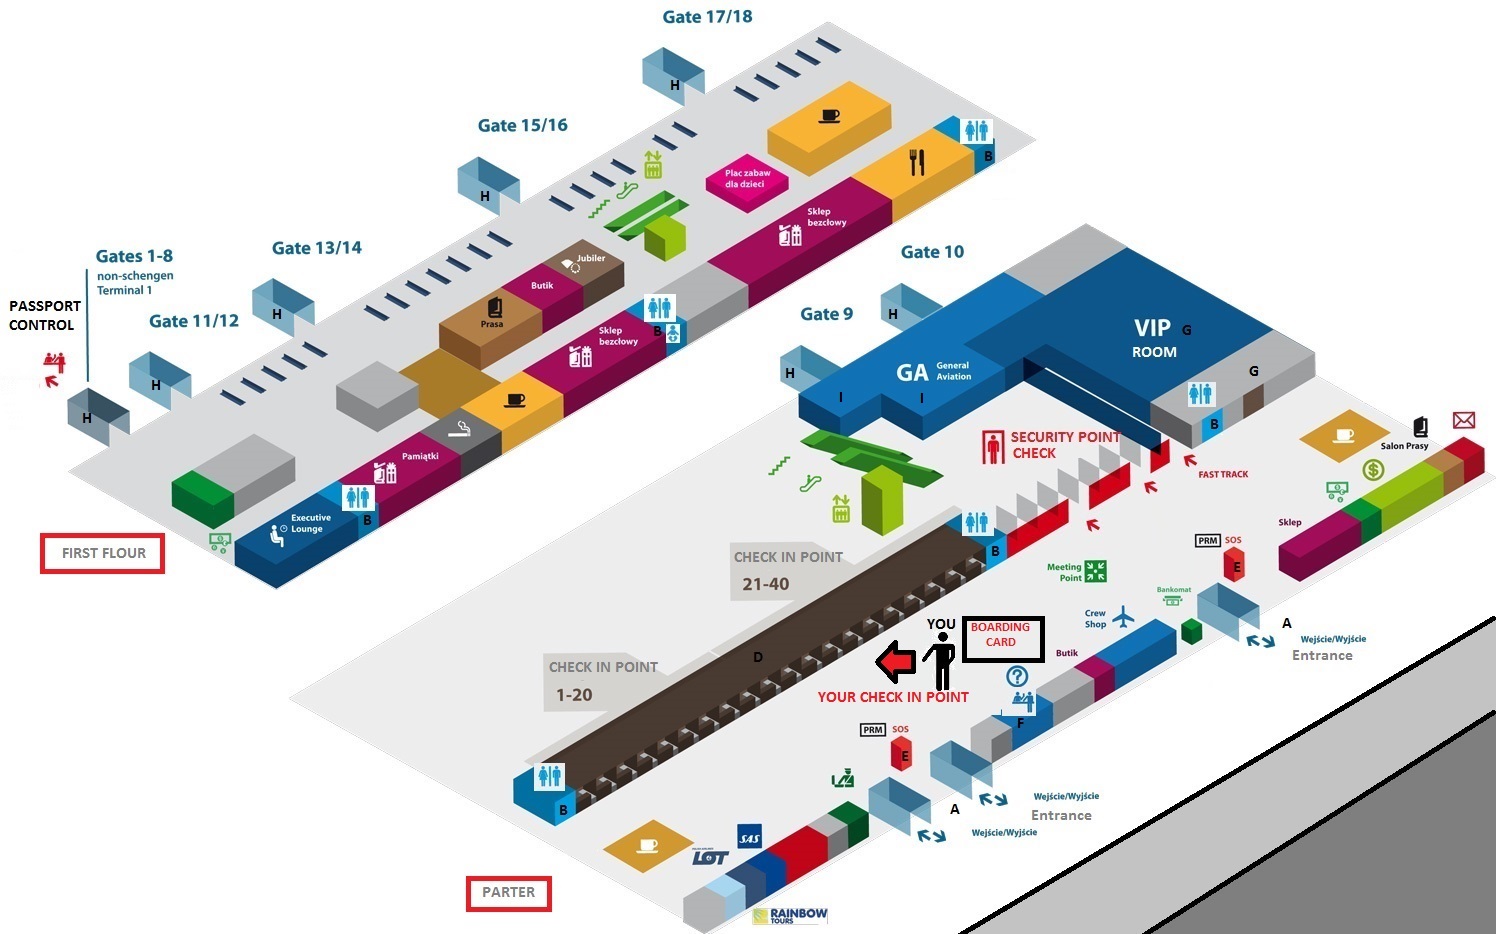 Gate 17/18
H
Gate 15/16
H
B
Plac zabaw
dla dzieci
Sklep
bezcłowy
Gate 13/14
H
Jubiler
Butik
Prasa
Sklep
bezcłowy
B
Gates 1-8
non-schengen
Terminal 1
PASSPORT
CONTROL
Gate 11/12
H
H
Pamiątki
Executive
Lounge
B
FIRST FLOUR
Gate 10
H
Gate 9
H
VIP
ROOM
G
G
GA
General
Aviation
I
I
B
SECURITY POINT
CHECK
FAST TRACK
Salon Prasy
$
Sklep
PRM
SOS
E
B
CHECK IN POINT
21-40
Meeting
Point
Bankomat
Crew
Shop
A
Wejście/Wyjście
Entrance
YOU
BOARDING
CARD
Butik
D
CHECK IN POINT
1-20
YOUR CHECK IN POINT
?
F
PRM
SOS
E
B
A
Wejście/Wyjście
Entrance
Wejście/Wyjście
SAS
LOT
PARTER
RAINBOW
TOURS